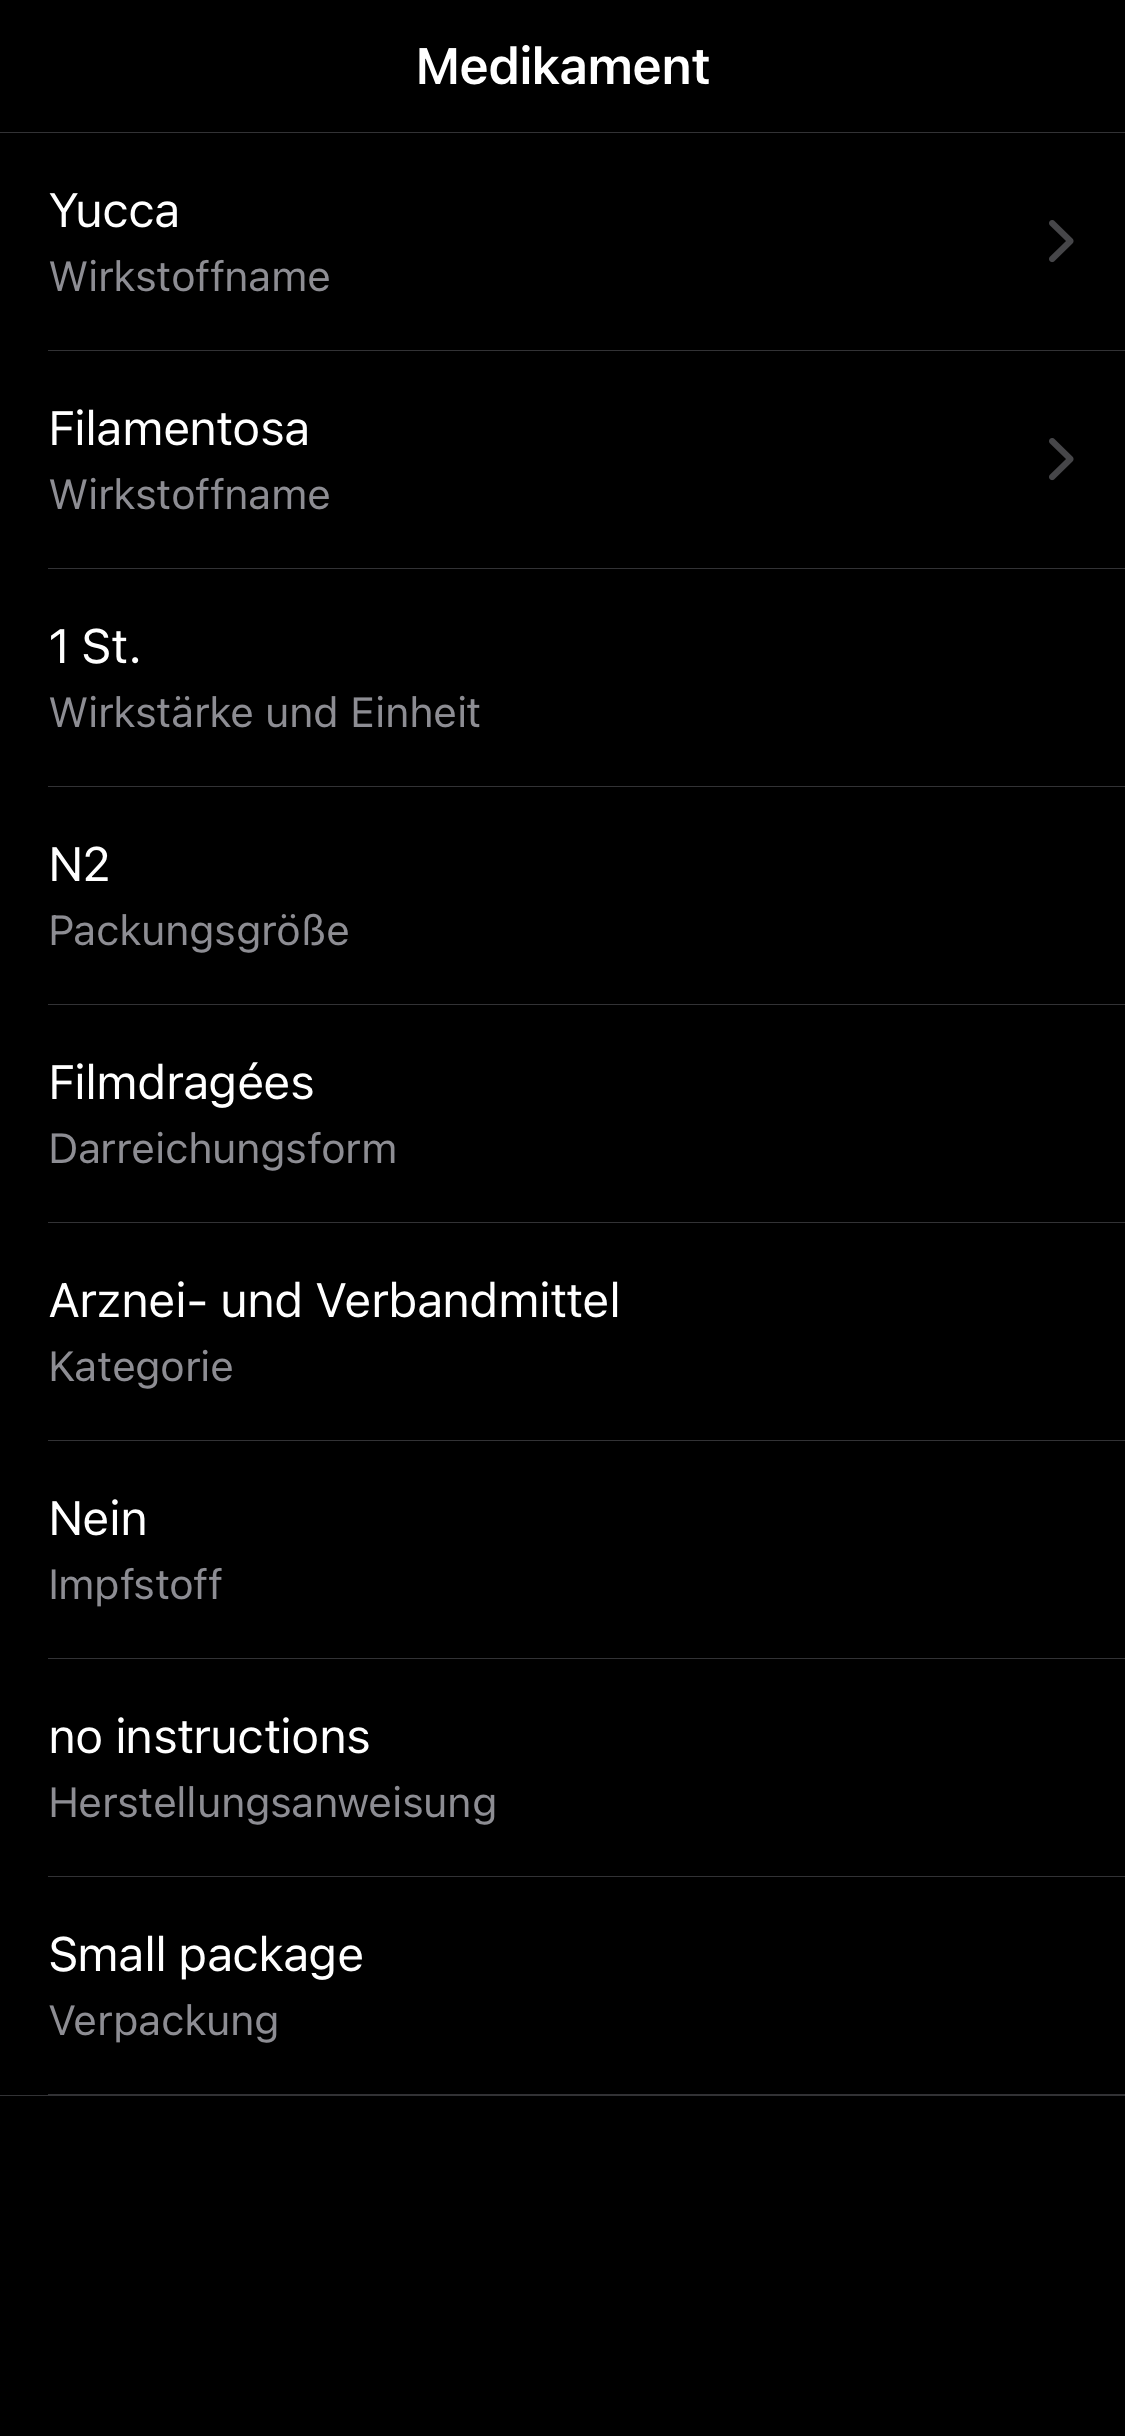 Medikament
Yucca
Wirkstoffname
Filamentosa
Wirkstoffname
1 St.
Wirkstärke und Einheit
N2
Packungsgröße
Filmdragées
Darreichungsform
Arznei- und Verbandmittel
Kategorie
Nein
Impfstoff
no instructions
Herstellungsanweisung
Small package
Verpackung